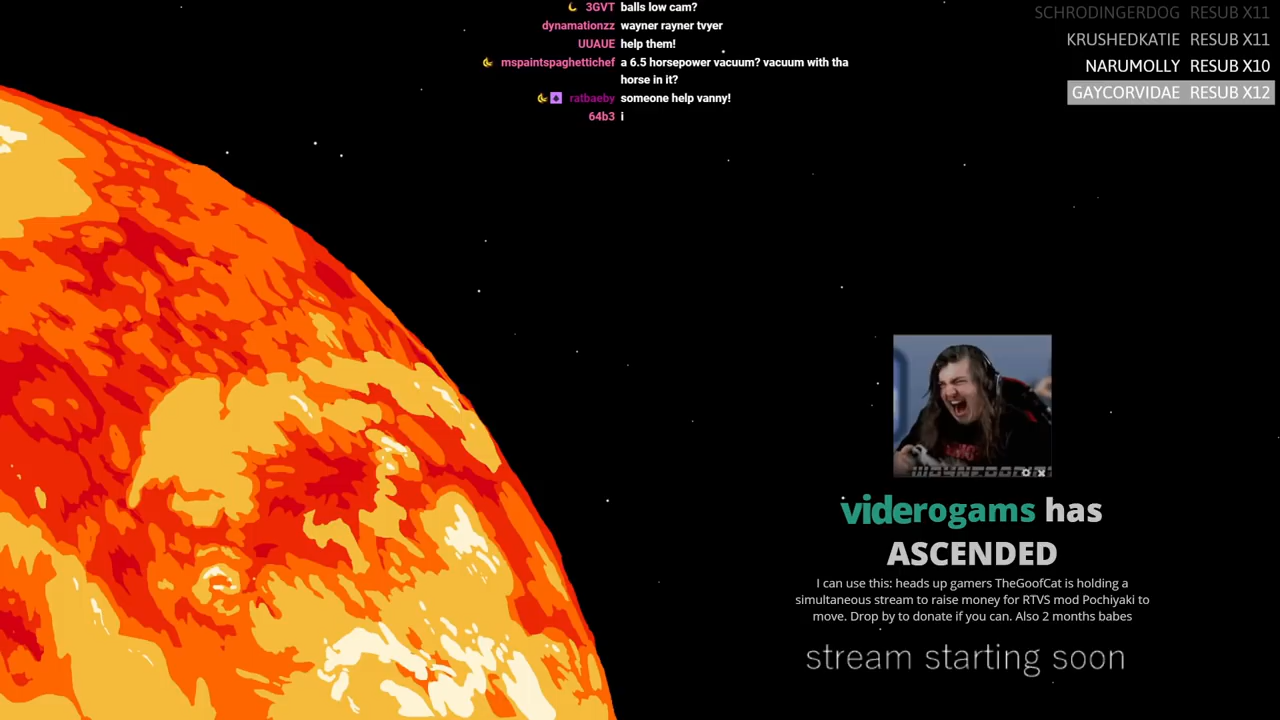 3GVT balls low cam?
dynamationzz wayner rayner tvyer
UUAUE help them!
mspaintspaghettichef a 6.5 horsepower vacuum? vacuum with tha
horse in it?
ratbaeby someone help vanny!
64b3 i
SCHRODINGERDOG RESUB X11
KRUSHEDKATIE RESUB X11
NARUMOLLY RESUB X10
GAYCORVIDAE RESUB X12
viderogams has
ASCENDED
I can use this: heads up gamers TheGoofCat is holding a
simultaneous stream to raise money for RTVS mod Pochiyaki to
move. Drop by to donate if you can. Also 2 months babes
stream starting soon